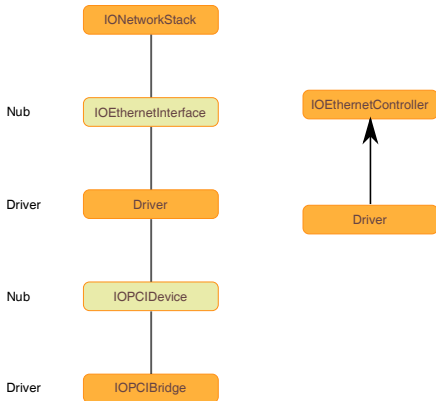 IONetworkStack
Nub
IOEthernetInterface
IOEthernetController
Driver
Driver
Driver
Nub
IOPCIDevice
Driver
IOPCIBridge